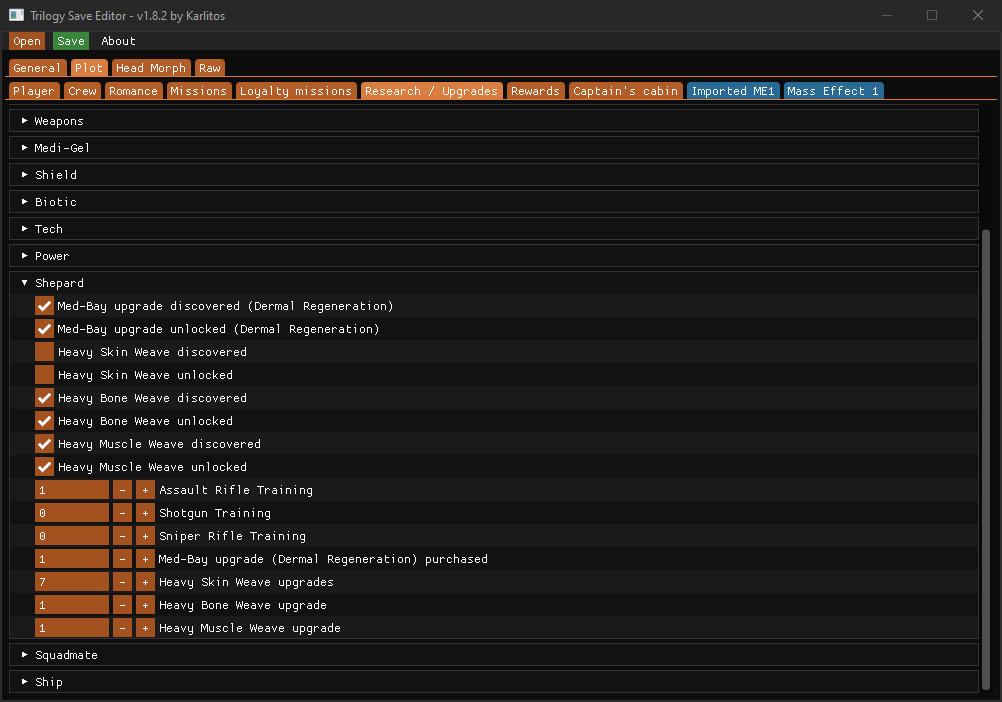 Trilogy Save Editor - v1.8.2 by Karlitos
Open Save About
General Plot Head Morph Raw
Player Crew Romance Missions Loyalty missions Research / Upgrades Rewards Captain's cabin Imported ME1 Mass Effect 1
Weapons
Medi-Gel
Shield
Biotic
Tech
Power
Shepard
Med-Bay upgrade discovered (Dermal Regeneration)
Med-Bay upgrade unlocked (Dermal Regeneration)
Heavy Skin Weave discovered
Heavy Skin Weave unlocked
Heavy Bone Weave discovered
Heavy Bone Weave unlocked
Heavy Muscle Weave discovered
Heavy Muscle Weave unlocked
1 - + Assault Rifle Training
0 - + Shotgun Training
0 - + Sniper Rifle Training
1 - + Med-Bay upgrade (Dermal Regeneration) purchased
7 - + Heavy Skin Weave upgrades
1 - + Heavy Bone Weave upgrade
1 - + Heavy Muscle Weave upgrade
Squadmate
Ship